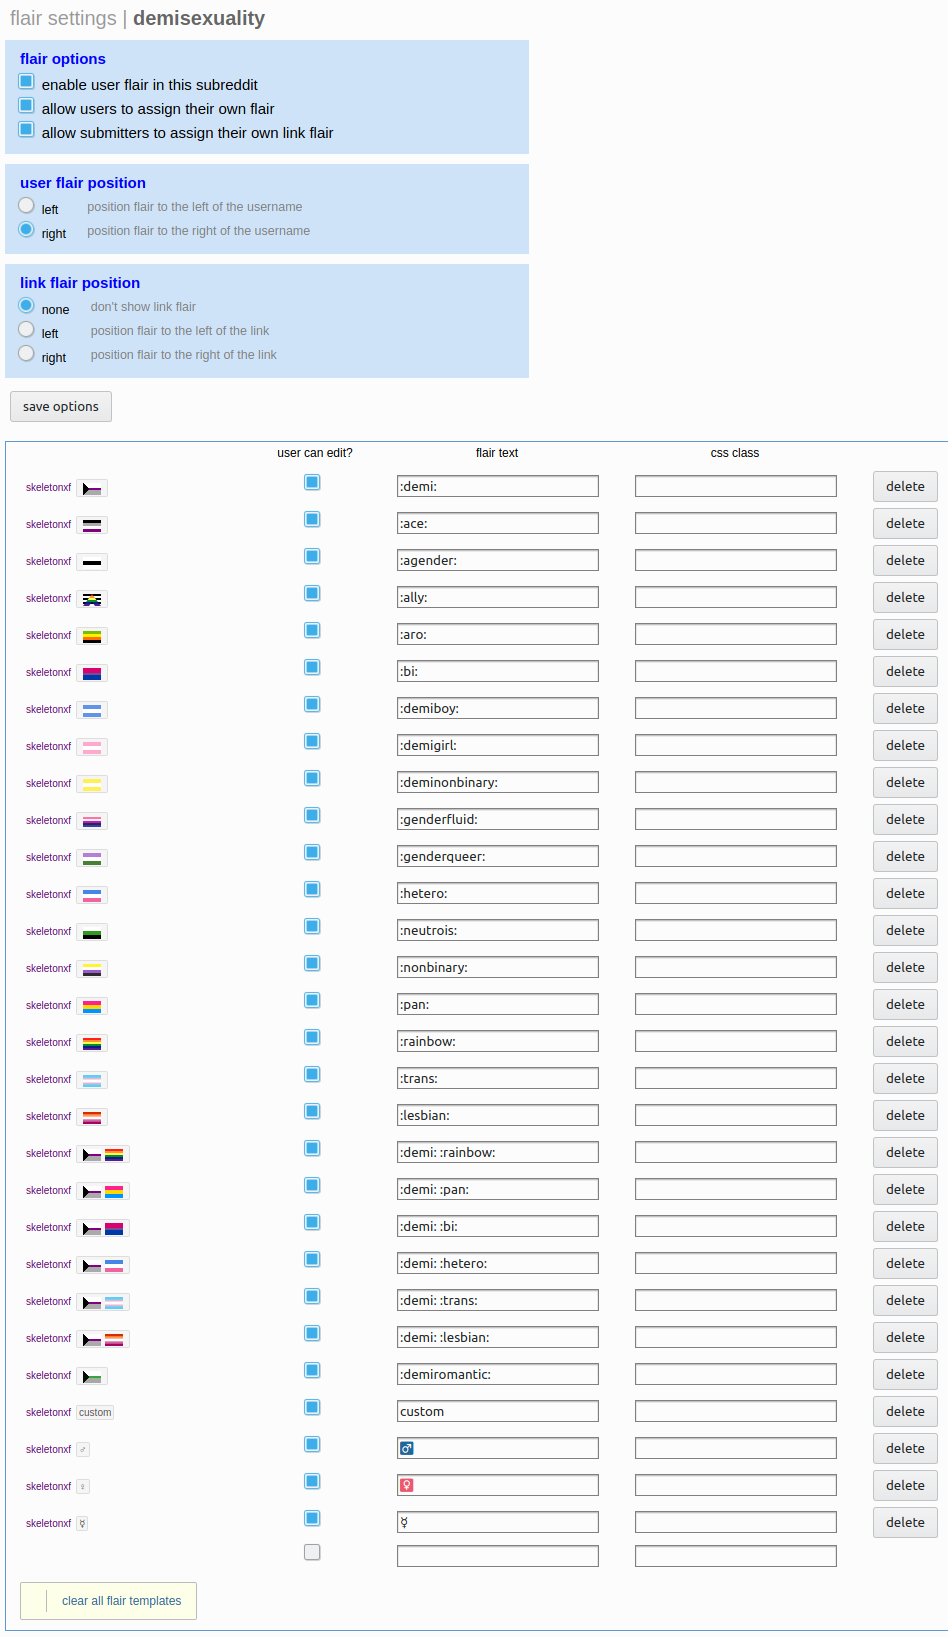 flair settings | demisexuality
flair options
enable user flair in this subreddit
allow users to assign their own flair
allow submitters to assign their own link flair
user flair position
left position flair to the left of the username
right position flair to the right of the username
link flair position
none don't show link flair
left position flair to the left of the link
right position flair to the right of the link
save options
user can edit? flair text css class
skeletonxf :demi: delete
skeletonxf :ace: delete
skeletonxf :agender: delete
skeletonxf :ally: delete
skeletonxf :aro: delete
skeletonxf :bi: delete
skeletonxf :demiboy: delete
skeletonxf :demigirl: delete
skeletonxf :deminonbinary: delete
skeletonxf :genderfluid: delete
skeletonxf :genderqueer: delete
skeletonxf :hetero: delete
skeletonxf :neutrois: delete
skeletonxf :nonbinary: delete
skeletonxf :pan: delete
skeletonxf :rainbow: delete
skeletonxf :trans: delete
skeletonxf :lesbian: delete
skeletonxf :demi: :rainbow: delete
skeletonxf :demi: :pan: delete
skeletonxf :demi: :bi: delete
skeletonxf :demi: :hetero: delete
skeletonxf :demi: :trans: delete
skeletonxf :demi: :lesbian: delete
skeletonxf :demiromantic: delete
skeletonxf custom custom delete
skeletonxf ♂ ♂ delete
skeletonxf ♀ ♀ delete
skeletonxf ☿ ☿ delete
clear all flair templates